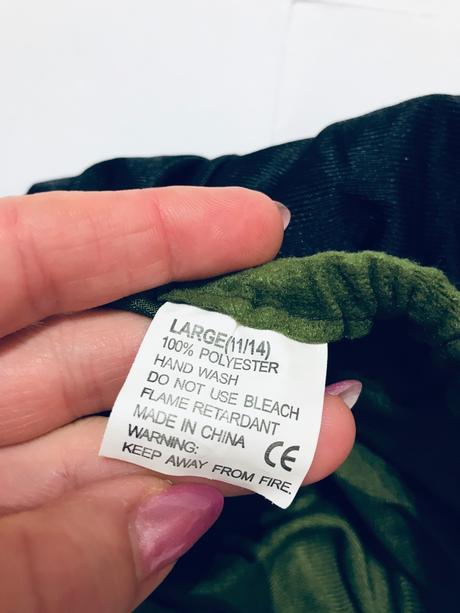 LARGE(11/14)
100% POLYESTER
HAND WASH
DO NOT USE BLEACH
FLAME RETARDANT
MADE IN CHINA
WARNING: CE
KEEP AWAY FROM FIRE.